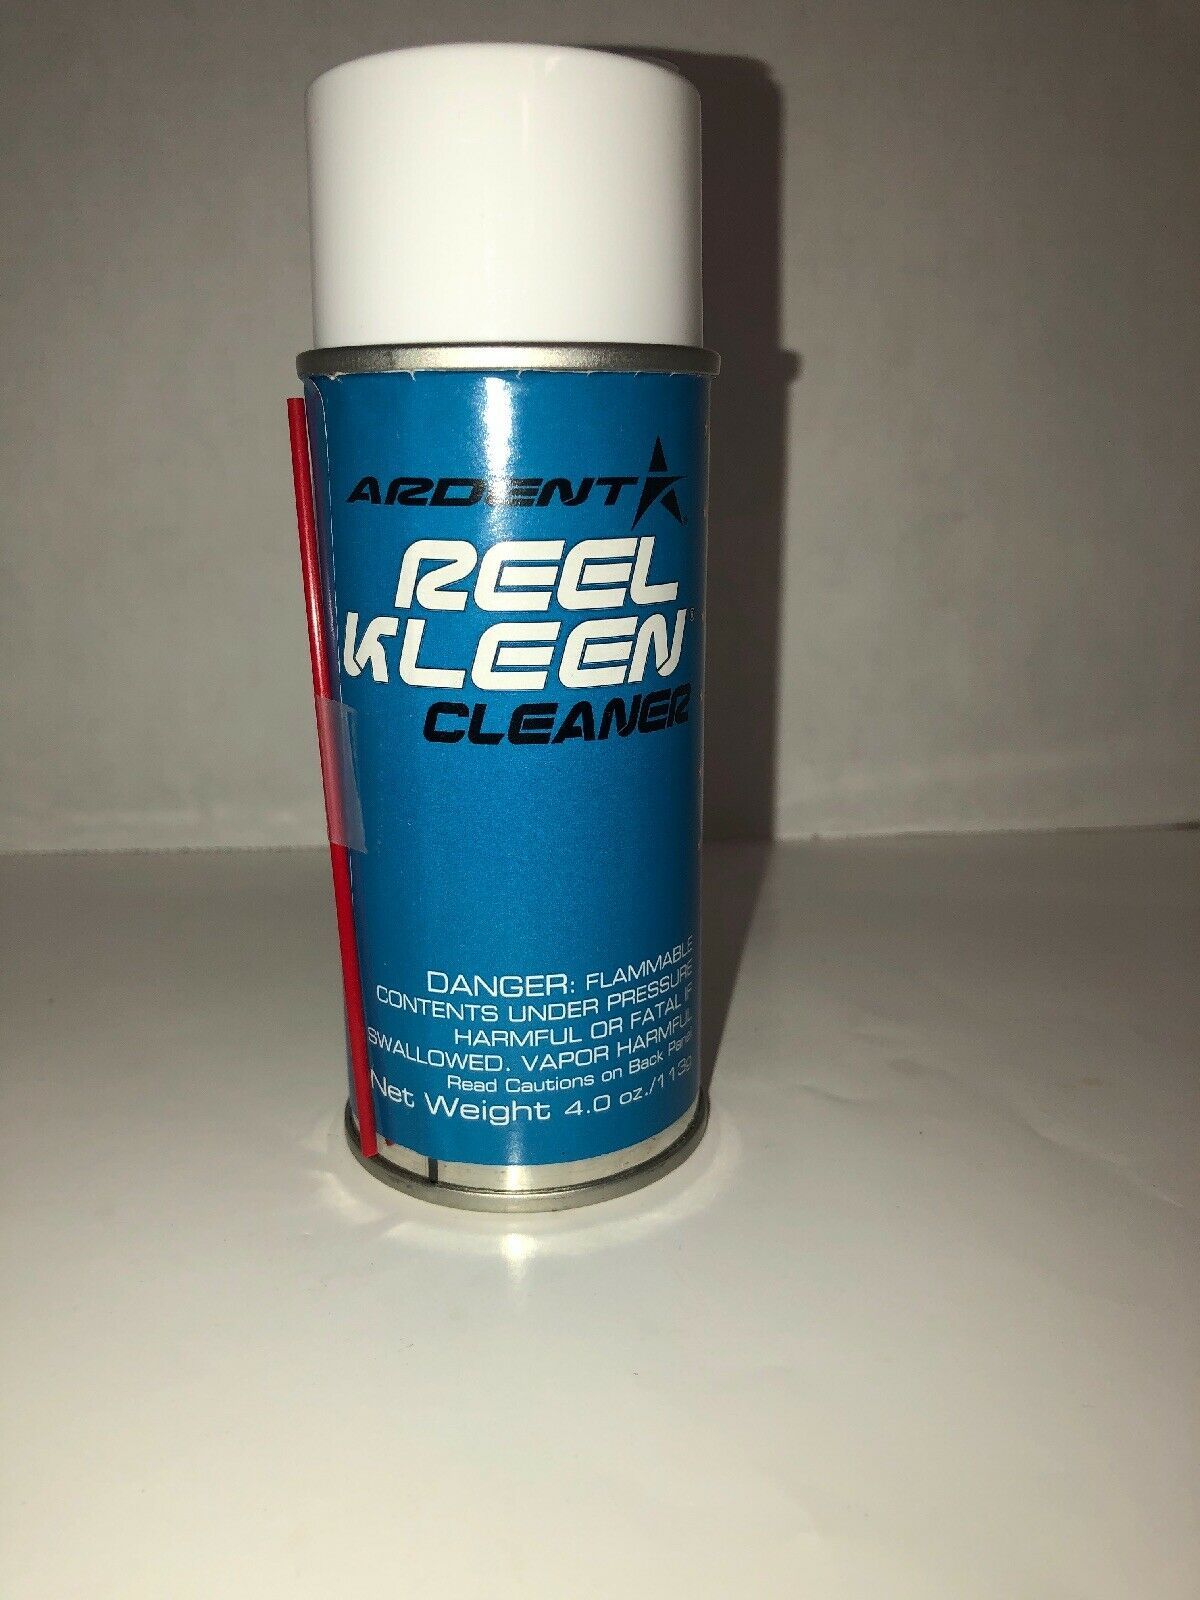 ARDENT
REEL
KLEEN®
CLEANER
DANGER: FLAMMABLE
CONTENTS UNDER PRESSURE
HARMFUL OR FATAL IF
SWALLOWED. VAPOR HARMFUL
Read Cautions on Back Panel
Net Weight 4.0 oz./113g